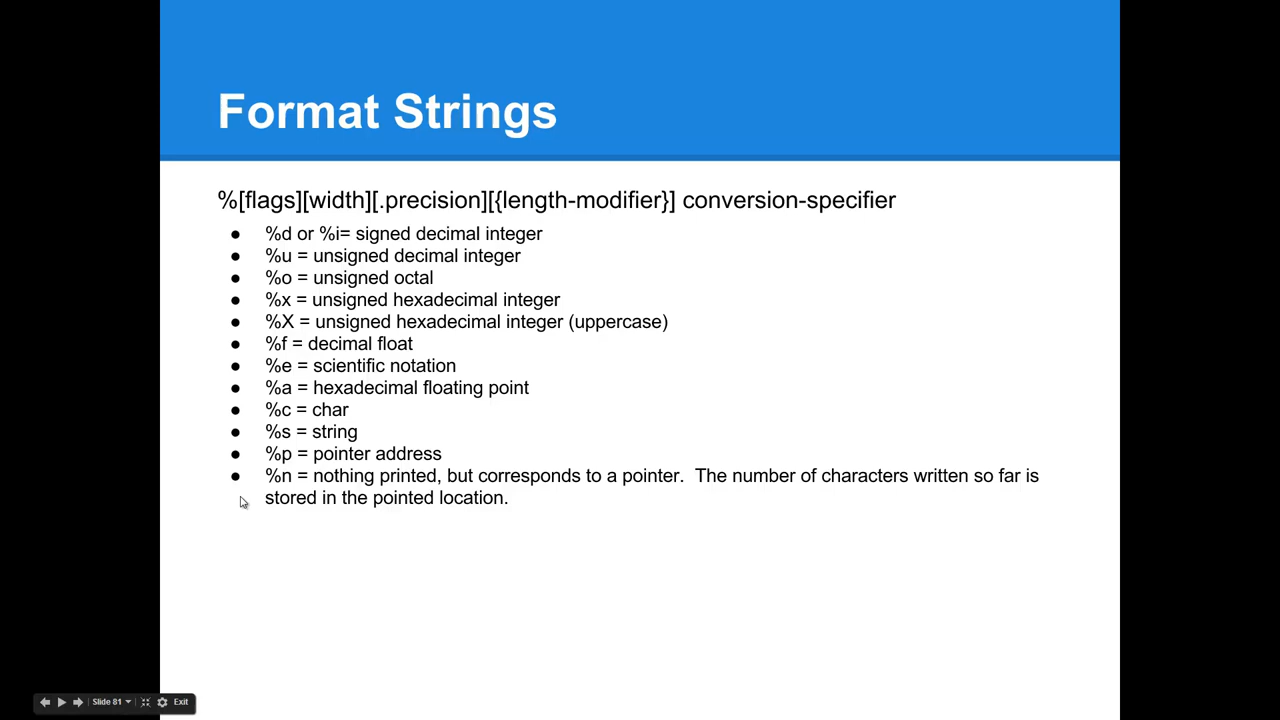 Format Strings
%[flags][width][.precision][{length-modifier}] conversion-specifier
● %d or %i= signed decimal integer
● %u = unsigned decimal integer
● %o = unsigned octal
● %x = unsigned hexadecimal integer
● %X = unsigned hexadecimal integer (uppercase)
● %f = decimal float
● %e = scientific notation
● %a = hexadecimal floating point
● %c = char
● %s = string
● %p = pointer address
● %n = nothing printed, but corresponds to a pointer.  The number of characters written so far is
stored in the pointed location.
Slide 81 Exit